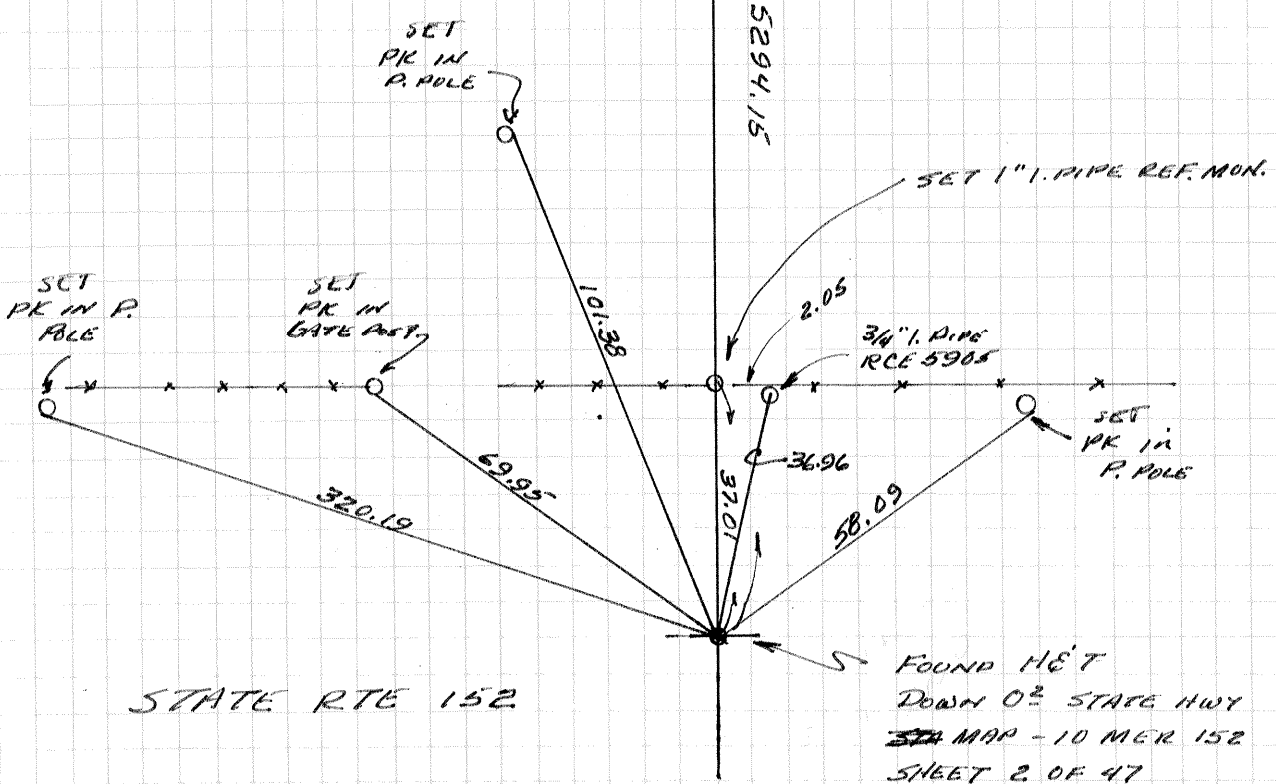 SET
PK IN
P. POLE
5294.15
SET 1" I. PIPE REF. MON.
SET
PK IN P.
POLE
SET
PK IN
GATE POST.
101.38
2.05
3/4" I. PIPE
RCE 5905
SET
PK in
P. POLE
36.96
69.95
320.19
37.01
58.09
STATE RTE 152
FOUND H&T
DOWN 0² STATE HWY
MAP - 10 MER 152
SHEET 2 OF 47